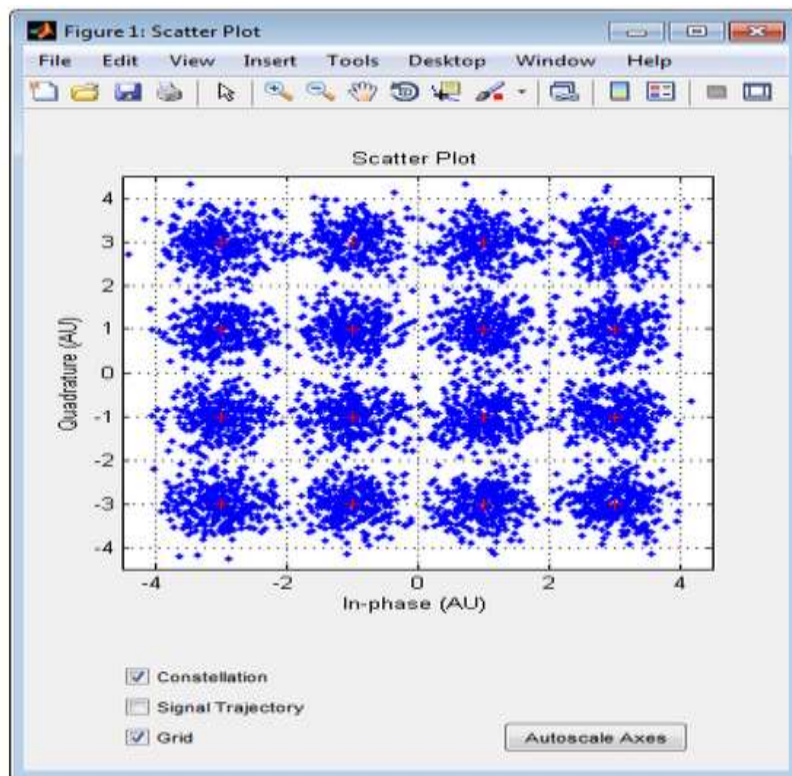 Figure 1: Scatter Plot
File Edit View Insert Tools Desktop Window Help
Scatter Plot
4
3
2
1
0
-1
-2
-3
-4
Quadrature (AU)
-4 -2 0 2 4
In-phase (AU)
Constellation
Signal Trajectory
Grid
Autoscale Axes